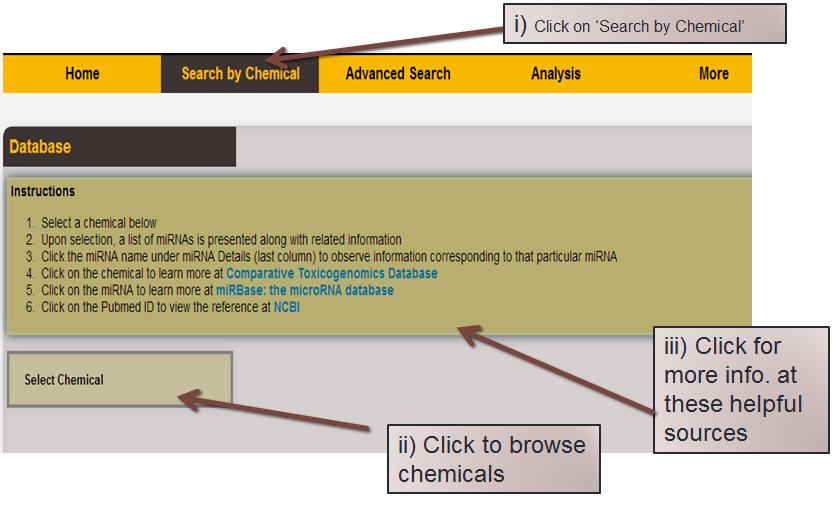 i) Click on ‘Search by Chemical’
Home Search by Chemical Advanced Search Analysis More
Database
Instructions
1. Select a chemical below
2. Upon selection, a list of miRNAs is presented along with related information
3. Click the miRNA name under miRNA Details (last column) to observe information corresponding to that particular miRNA
4. Click on the chemical to learn more at Comparative Toxicogenomics Database
5. Click on the miRNA to learn more at miRBase: the microRNA database
6. Click on the Pubmed ID to view the reference at NCBI
Select Chemical
iii) Click for
more info. at
these helpful
sources
ii) Click to browse
chemicals